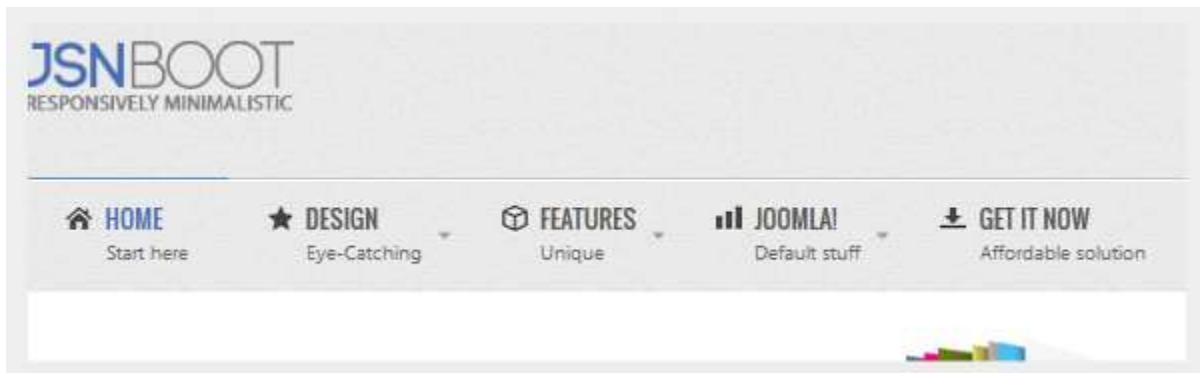 JSNBOOT
RESPONSIVELY MINIMALISTIC
HOME DESIGN FEATURES JOOMLA! GET IT NOW
Start here Eye-Catching Unique Default stuff Affordable solution